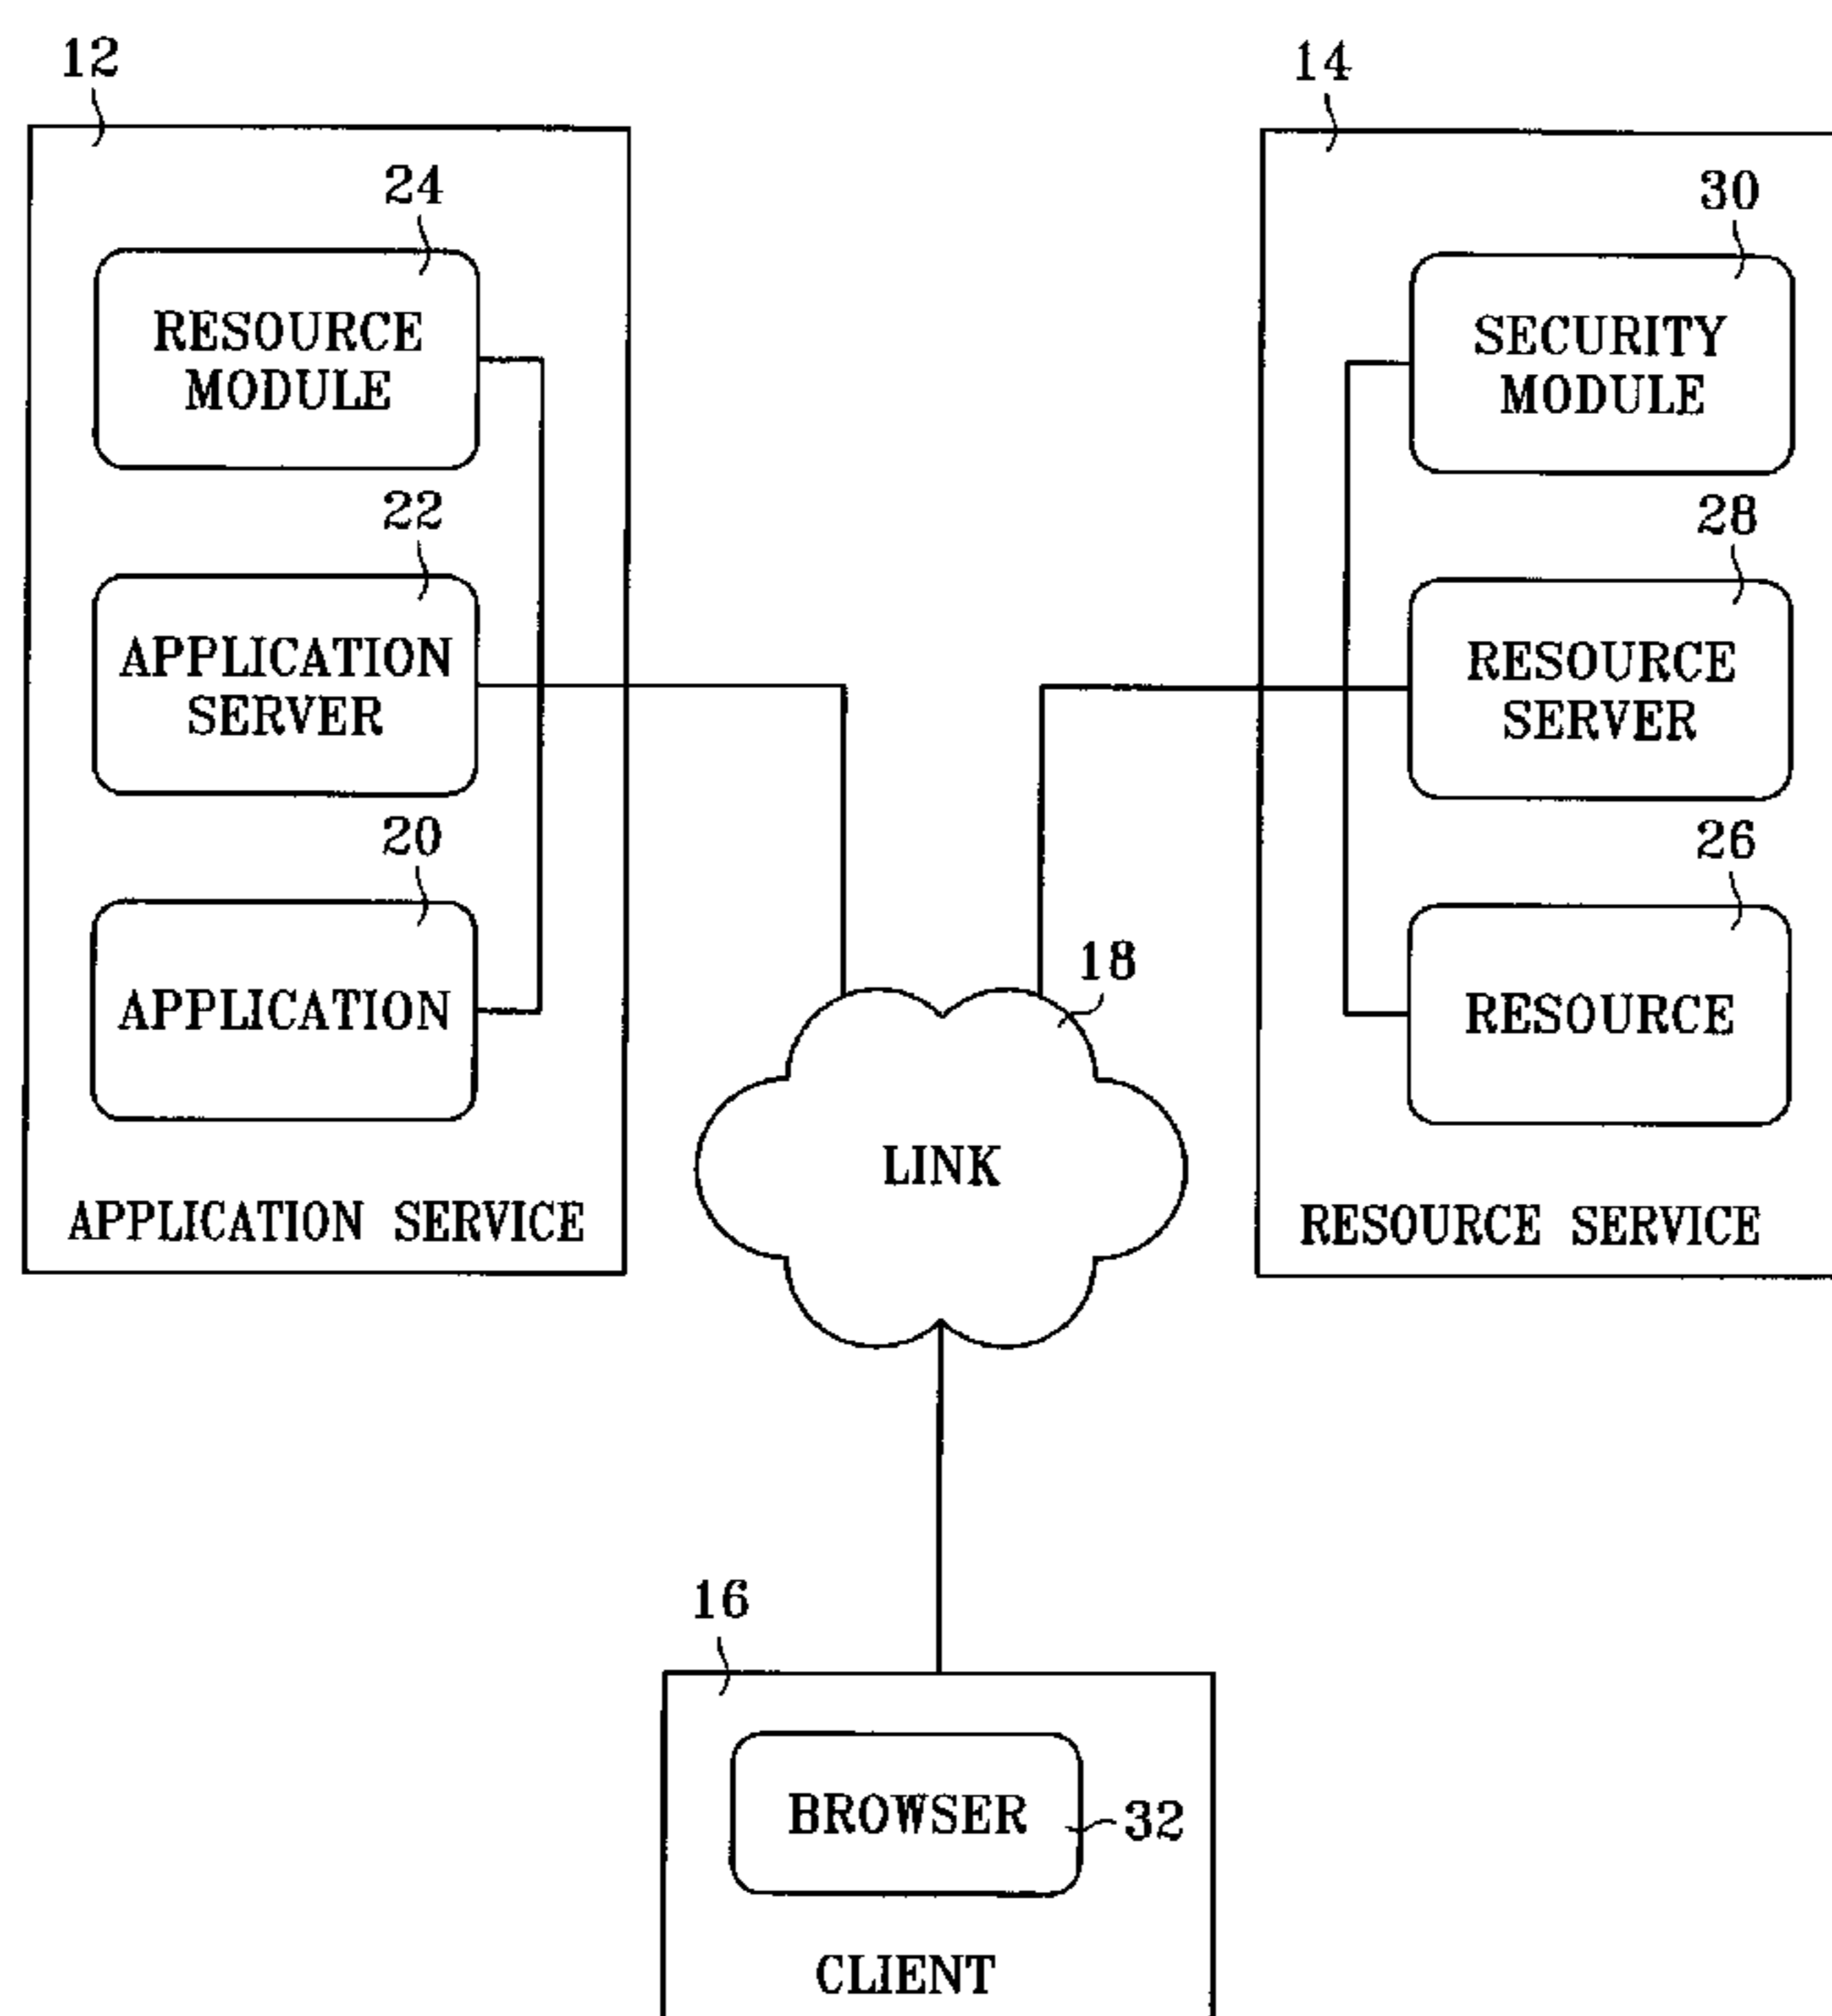 12
24
RESOURCE
MODULE
22
APPLICATION
SERVER
20
APPLICATION
APPLICATION SERVICE
14
30
SECURITY
MODULE
28
RESOURCE
SERVER
26
RESOURCE
RESOURCE SERVICE
18
LINK
16
BROWSER
32
CLIENT